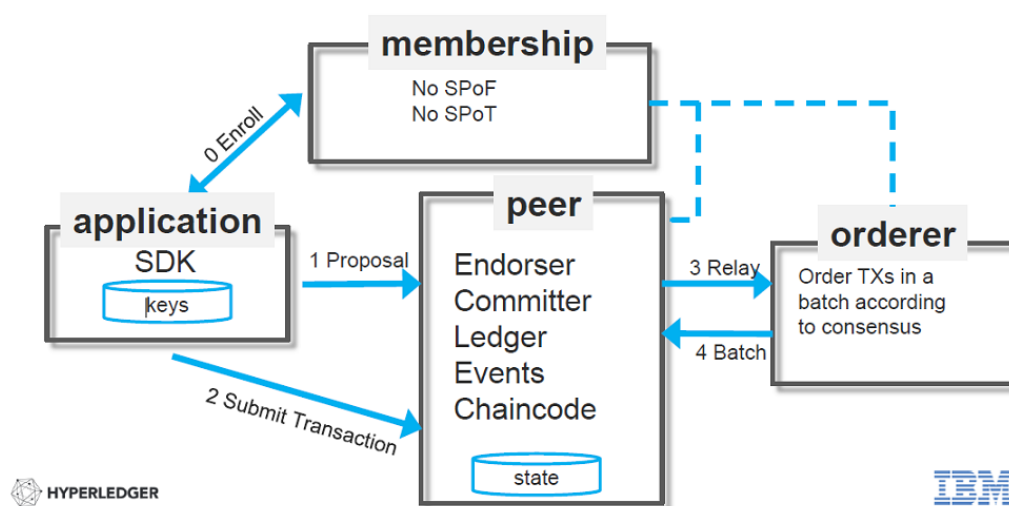 membership
No SPoF
No SPoT
0 Enroll
application
SDK
keys
1 Proposal
2 Submit Transaction
peer
Endorser
Committer
Ledger
Events
Chaincode
state
3 Relay
4 Batch
orderer
Order TXs in a
batch according
to consensus
HYPERLEDGER
IBM